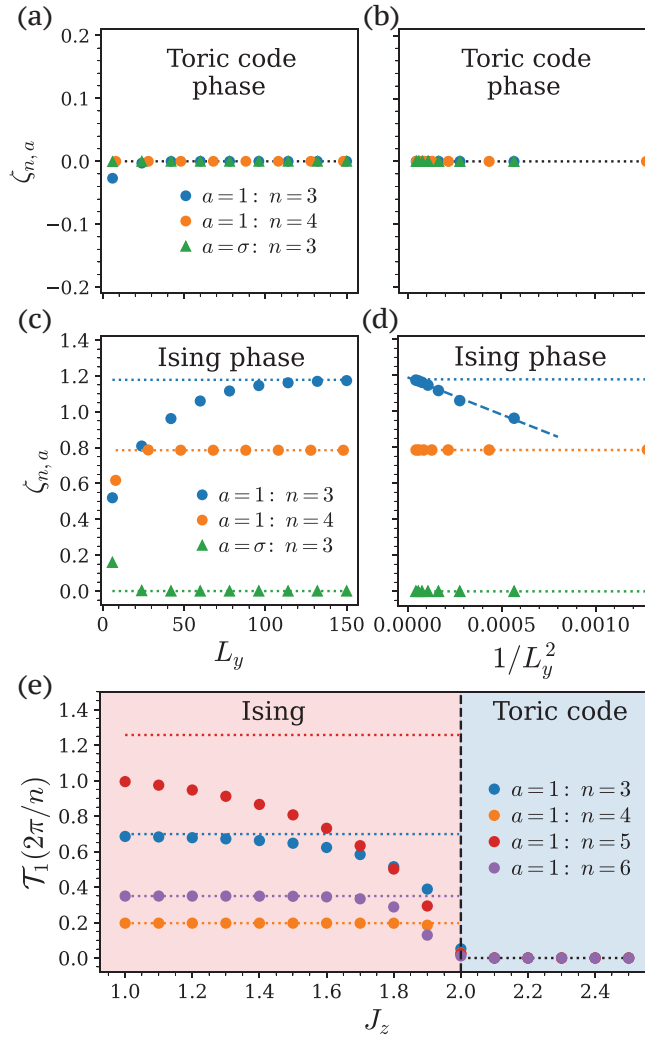 (a)
Toric code
phase
0.2
0.1
0.0
−0.1
−0.2
ζn, a
a = 1: n = 3
a = 1: n = 4
a = σ: n = 3
(b)
Toric code
phase
(c)
Ising phase
1.4
1.2
1.0
0.8
0.6
0.4
0.2
0.0
ζn, a
a = 1: n = 3
a = 1: n = 4
a = σ: n = 3
0 50 100 150
Ly
(d)
Ising phase
0.0000 0.0005 0.0010
1/Ly²
(e)
Ising
Toric code
1.4
1.2
1.0
0.8
0.6
0.4
0.2
0.0
𝒯1(2π/n)
a = 1: n = 3
a = 1: n = 4
a = 1: n = 5
a = 1: n = 6
1.0 1.2 1.4 1.6 1.8 2.0 2.2 2.4
Jz